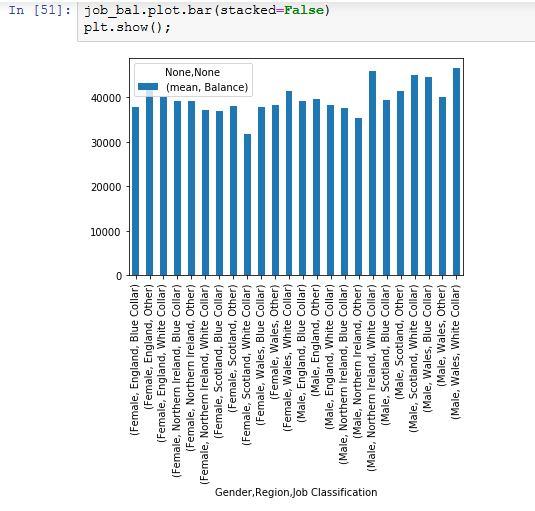 In [51]: job_bal.plot.bar(stacked=False)
plt.show();
None,None
(mean, Balance)
40000
30000
20000
10000
0
(Female, England, Blue Collar)
(Female, England, Other)
(Female, England, White Collar)
(Female, Northern Ireland, Blue Collar)
(Female, Northern Ireland, Other)
(Female, Northern Ireland, White Collar)
(Female, Scotland, Blue Collar)
(Female, Scotland, Other)
(Female, Scotland, White Collar)
(Female, Wales, Blue Collar)
(Female, Wales, Other)
(Female, Wales, White Collar)
(Male, England, Blue Collar)
(Male, England, Other)
(Male, England, White Collar)
(Male, Northern Ireland, Blue Collar)
(Male, Northern Ireland, Other)
(Male, Northern Ireland, White Collar)
(Male, Scotland, Blue Collar)
(Male, Scotland, Other)
(Male, Scotland, White Collar)
(Male, Wales, Blue Collar)
(Male, Wales, Other)
(Male, Wales, White Collar)
Gender,Region,Job Classification